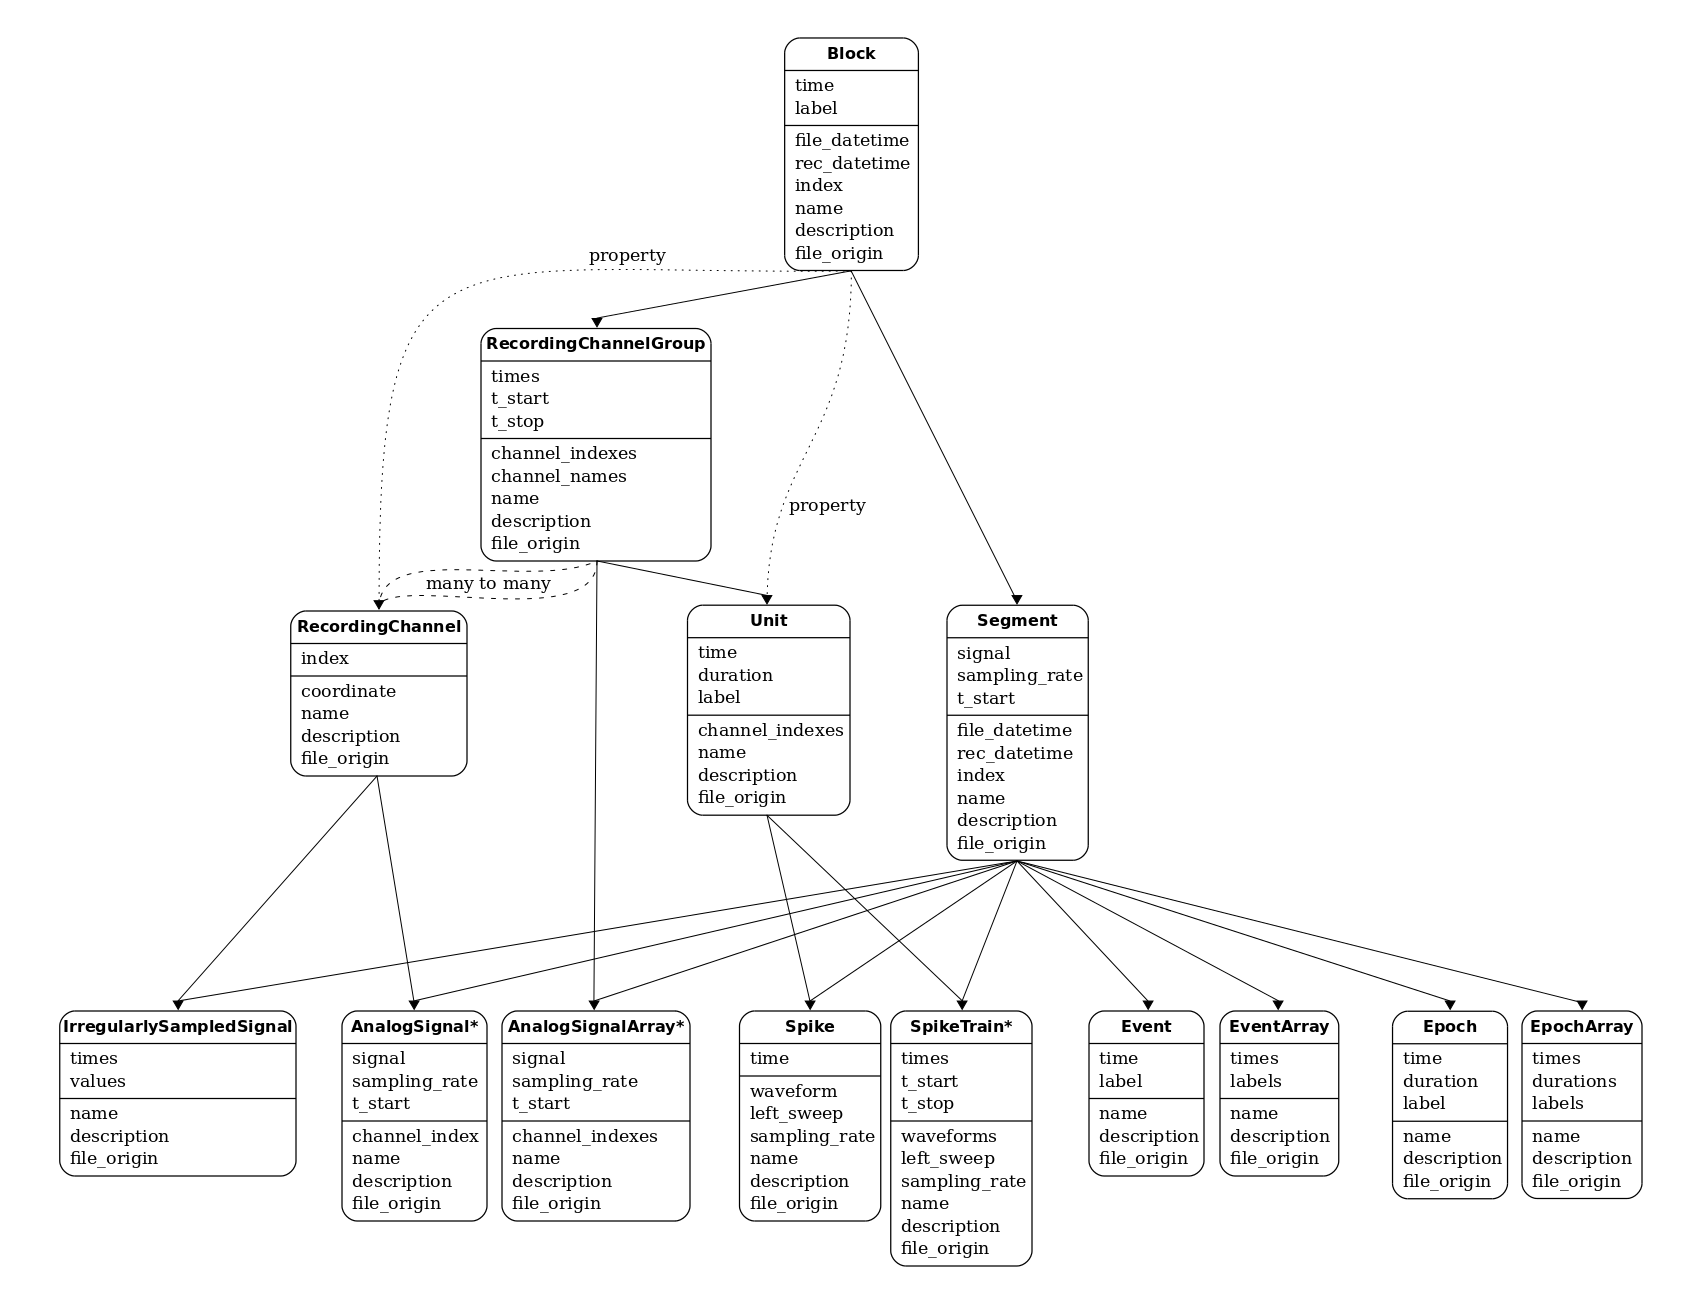 Block
time
label
file_datetime
rec_datetime
index
name
description
file_origin
property
RecordingChannelGroup
times
t_start
t_stop
channel_indexes
channel_names
name
description
file_origin
property
many to many
RecordingChannel
index
coordinate
name
description
file_origin
Unit
time
duration
label
channel_indexes
name
description
file_origin
Segment
signal
sampling_rate
t_start
file_datetime
rec_datetime
index
name
description
file_origin
IrregularlySampledSignal
times
values
name
description
file_origin
AnalogSignal*
signal
sampling_rate
t_start
channel_index
name
description
file_origin
AnalogSignalArray*
signal
sampling_rate
t_start
channel_indexes
name
description
file_origin
Spike
time
waveform
left_sweep
sampling_rate
name
description
file_origin
SpikeTrain*
times
t_start
t_stop
waveforms
left_sweep
sampling_rate
name
description
file_origin
Event
time
label
name
description
file_origin
EventArray
times
labels
name
description
file_origin
Epoch
time
duration
label
name
description
file_origin
EpochArray
times
durations
labels
name
description
file_origin